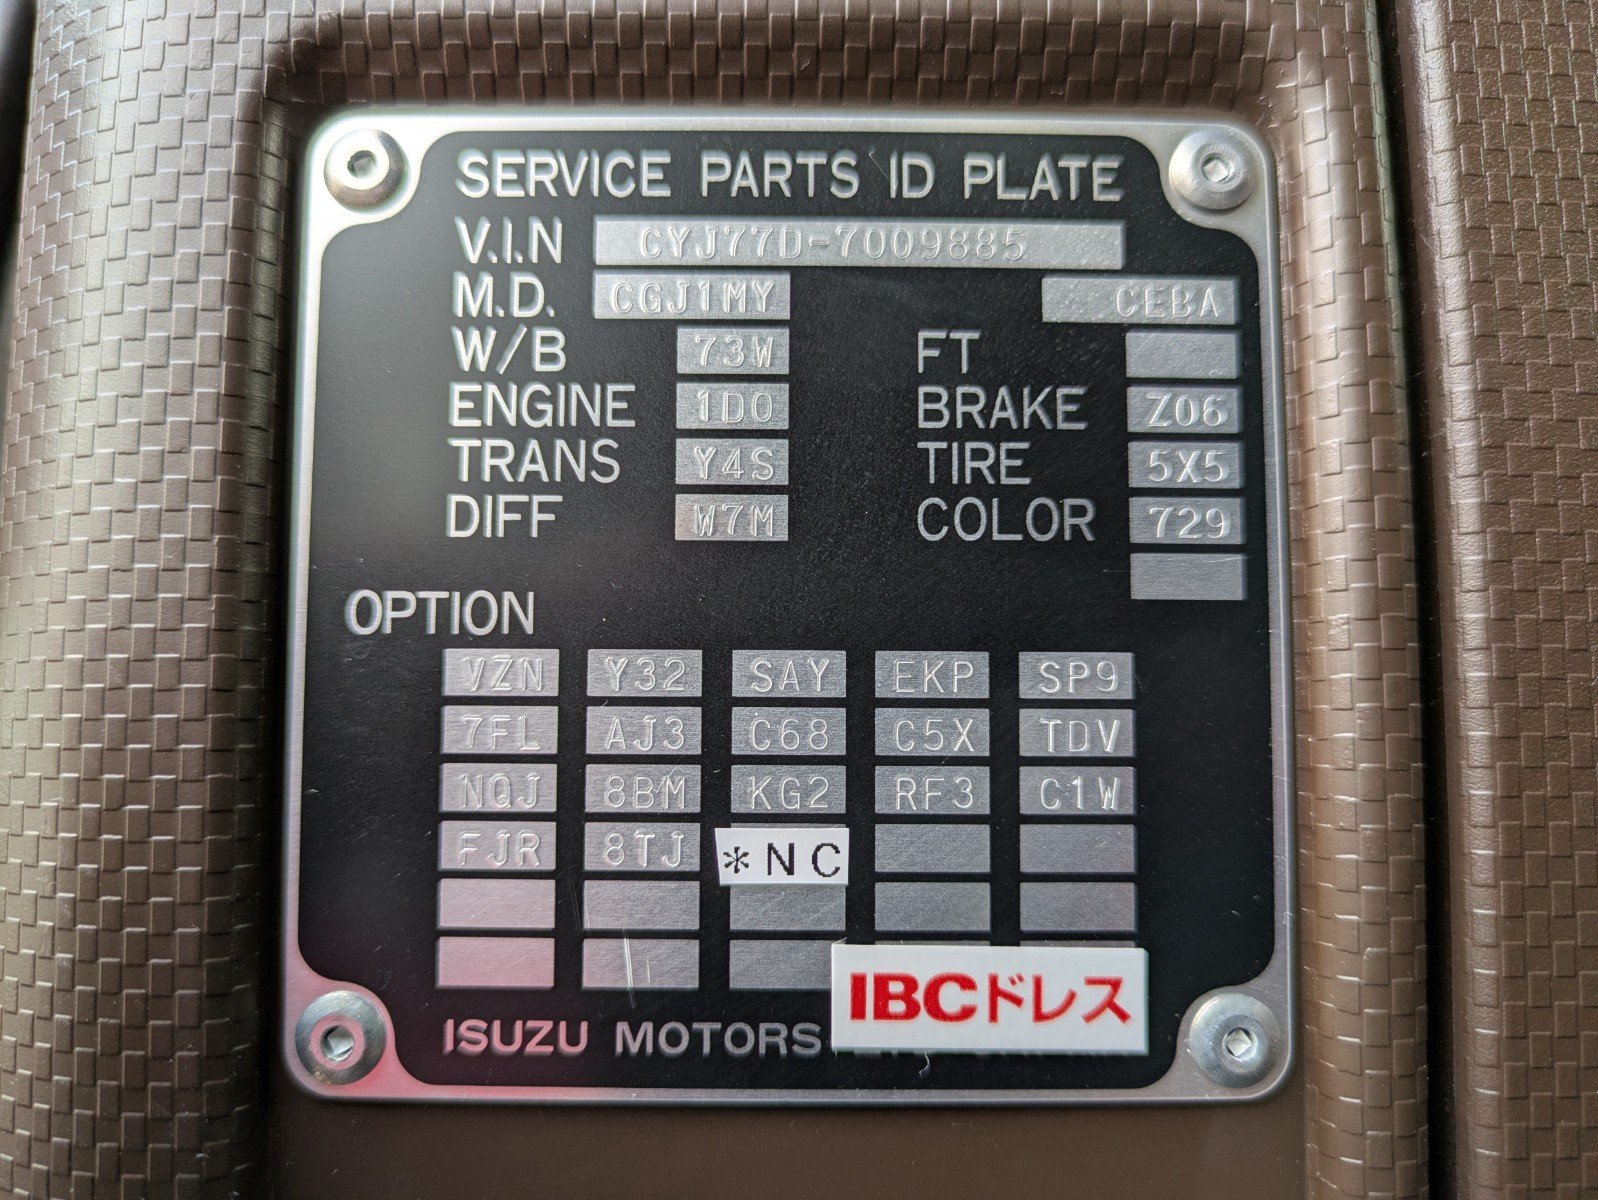 SERVICE PARTS ID PLATE
V.I.N CYJ77D-7009885
M.D. CGJ1MY CEBA
W/B 73W FT
ENGINE 1D0 BRAKE Z06
TRANS Y4S TIRE 5X5
DIFF W7M COLOR 729
OPTION
VZN Y32 SAY EKP SP9
7FL AJ3 C68 C5X TDV
NQJ 8BM KG2 RF3 C1W
FJR 8TJ *NC
IBCドレス
ISUZU MOTORS